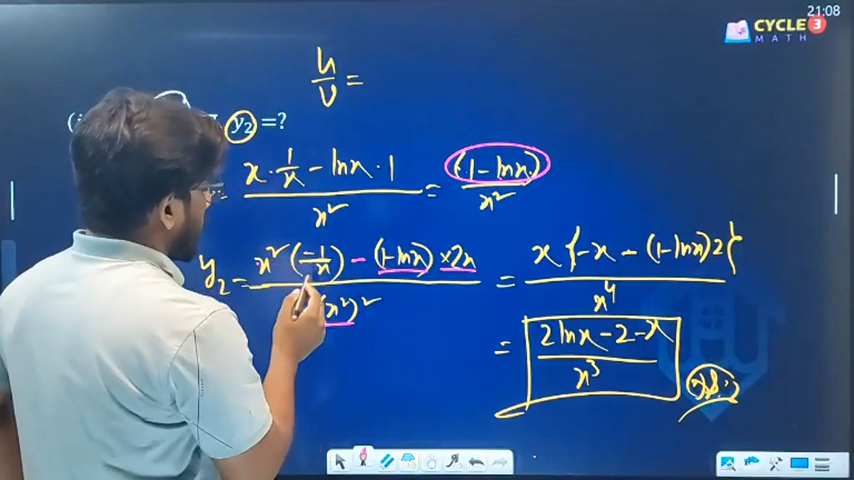 21:08
CYCLE 3
MATH
u/v =
y₂ = ?
= (x · 1/x − lnx · 1)/x² = (1 − lnx)/x²
y₂ = (x²(−1/x) − (1−lnx) × 2x)/(x²)² = x{−x − (1−lnx)2}/x⁴
= (2lnx − 2 − x)/x³